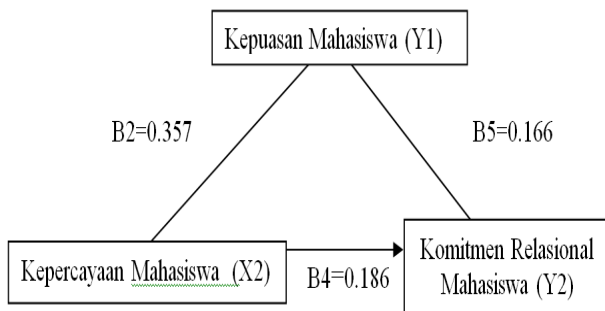 Kepuasan Mahasiswa (Y1)
B2=0.357
B5=0.166
Kepercayaan Mahasiswa (X2)
B4=0.186
Komitmen Relasional
Mahasiswa (Y2)